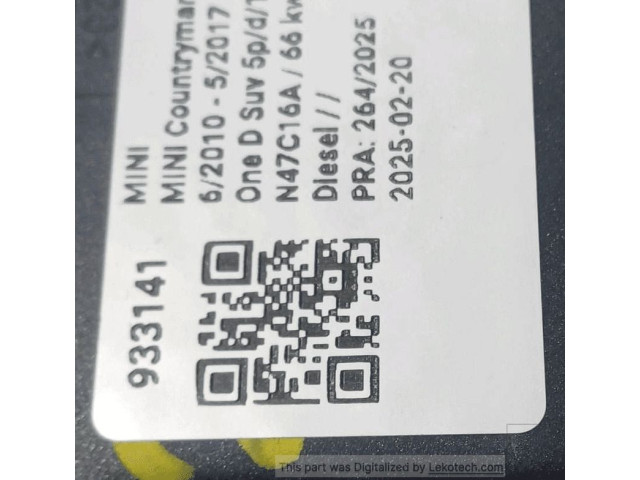 933141
MINI
MINI Countryman
6/2010 - 5/2017
One D Suv 5p/d/1
N47C16A / 66 kw
Diesel / /
PRA: 264/2025
2025-02-20
This part was Digitalized by Lekotech.com